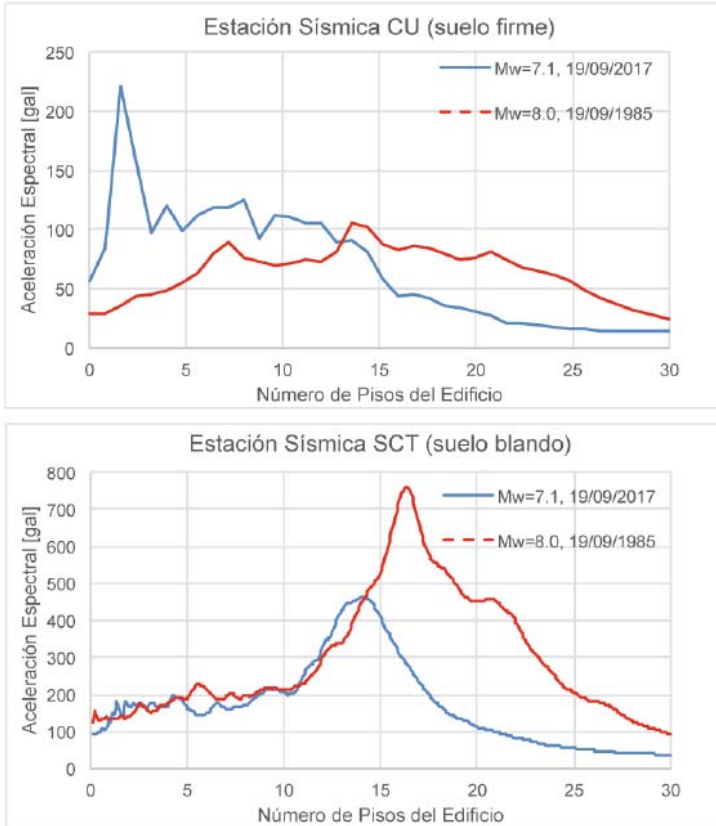 Estación Sísmica CU (suelo firme)
250
200
150
100
50
0
Aceleración Espectral [gal]
Mw=7.1, 19/09/2017
Mw=8.0, 19/09/1985
0 5 10 15 20 25 30
Número de Pisos del Edificio
Estación Sísmica SCT (suelo blando)
800
700
600
500
400
300
200
100
0
Aceleración Espectral [gal]
Mw=7.1, 19/09/2017
Mw=8.0, 19/09/1985
0 5 10 15 20 25 30
Número de Pisos del Edificio